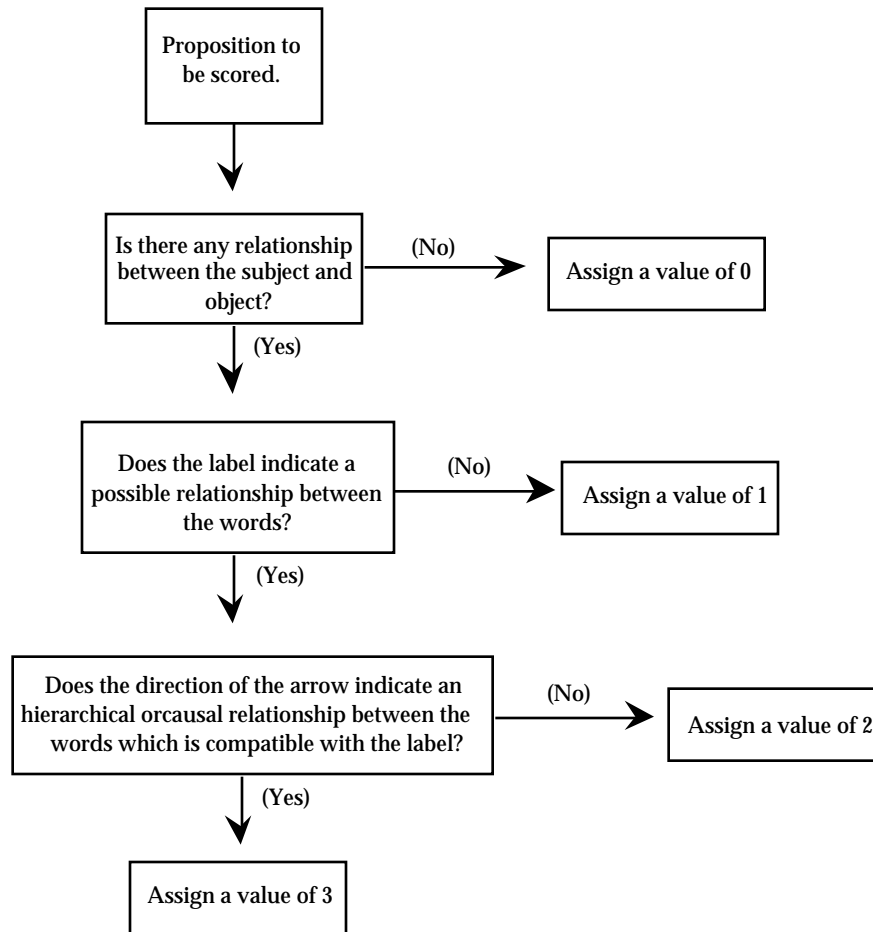 Proposition to
be scored.
Is there any relationship
between the subject and
object?
(No)
Assign a value of 0
(Yes)
Does the label indicate a
possible relationship between
the words?
(No)
Assign a value of 1
(Yes)
Does the direction of the arrow indicate an
hierarchical orcausal relationship between the
words which is compatible with the label?
(No)
Assign a value of 2
(Yes)
Assign a value of 3